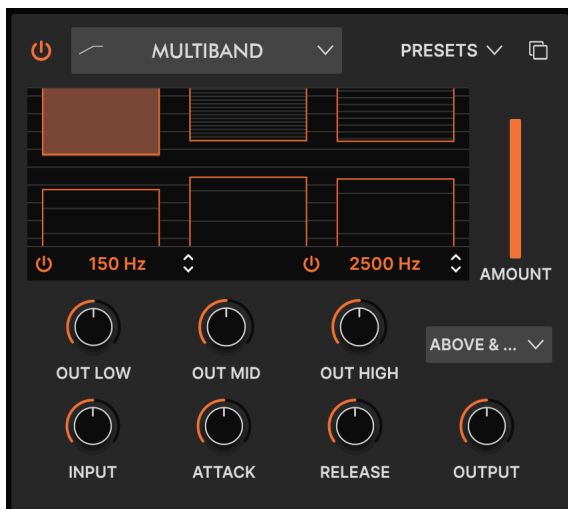 MULTIBAND
PRESETS
150 Hz
2500 Hz
AMOUNT
OUT LOW
OUT MID
OUT HIGH
ABOVE & ...
INPUT
ATTACK
RELEASE
OUTPUT